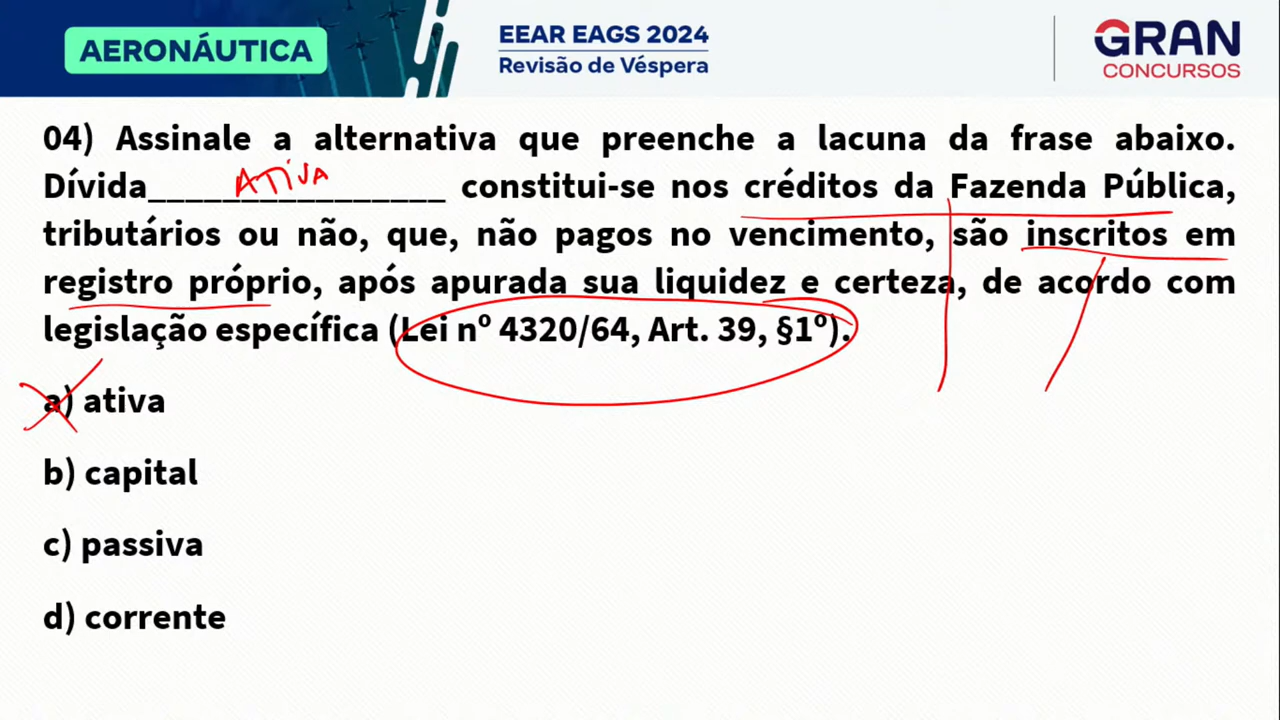 AERONÁUTICA
EEAR EAGS 2024
Revisão de Véspera
GRAN
CONCURSOS
04) Assinale a alternativa que preenche a lacuna da frase abaixo.
Dívida________________ constitui-se nos créditos da Fazenda Pública,
ATIVA
tributários ou não, que, não pagos no vencimento, são inscritos em
registro próprio, após apurada sua liquidez e certeza, de acordo com
legislação específica (Lei nº 4320/64, Art. 39, §1º).
a) ativa
b) capital
c) passiva
d) corrente